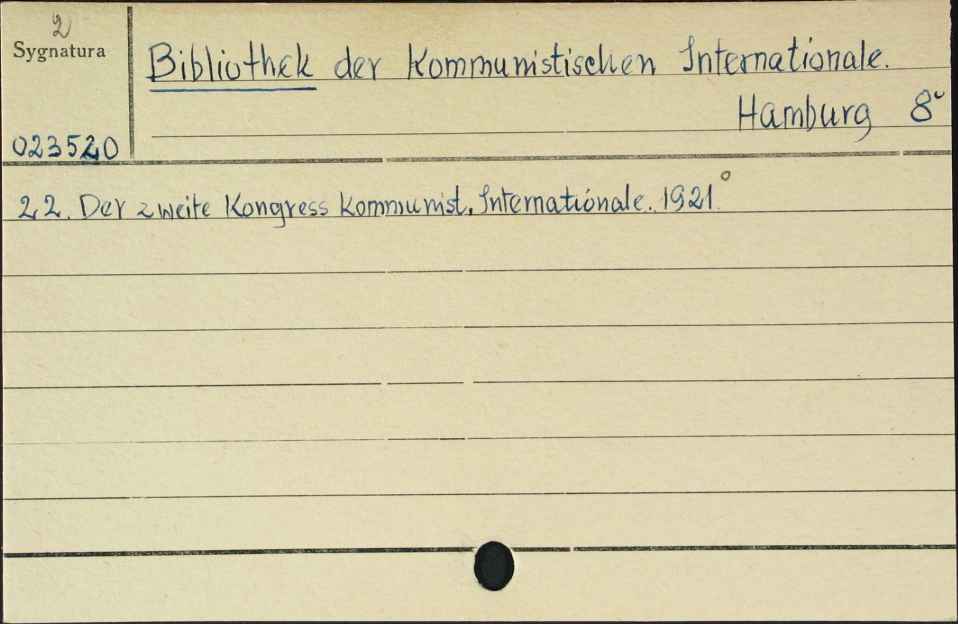 2
Sygnatura
Bibliothek der Kommunistischen Internationale.
Hamburg 8°
023520
22. Der zweite Kongress Kommunist. Internationale. 1921°